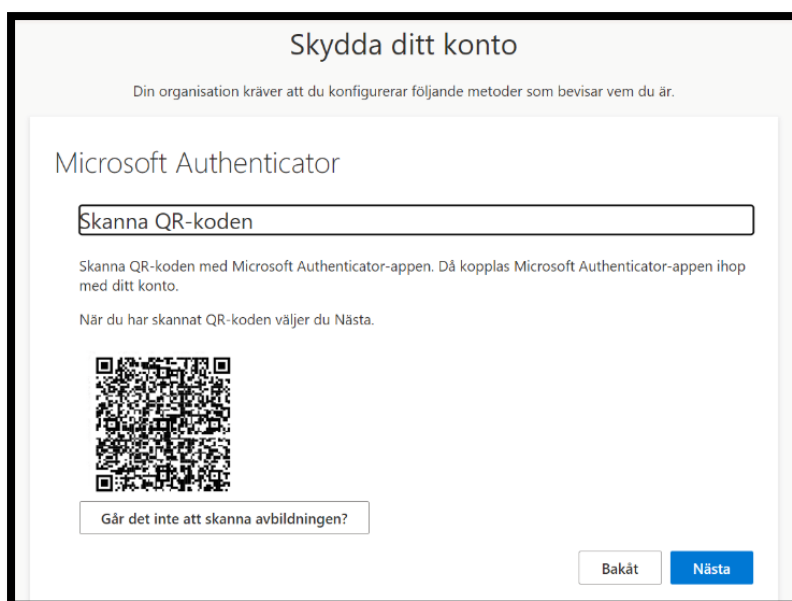 Skydda ditt konto
Din organisation kräver att du konfigurerar följande metoder som bevisar vem du är.
Microsoft Authenticator
Skanna QR-koden
Skanna QR-koden med Microsoft Authenticator-appen. Då kopplas Microsoft Authenticator-appen ihop
med ditt konto.
När du har skannat QR-koden väljer du Nästa.
Går det inte att skanna avbildningen?
Bakåt
Nästa